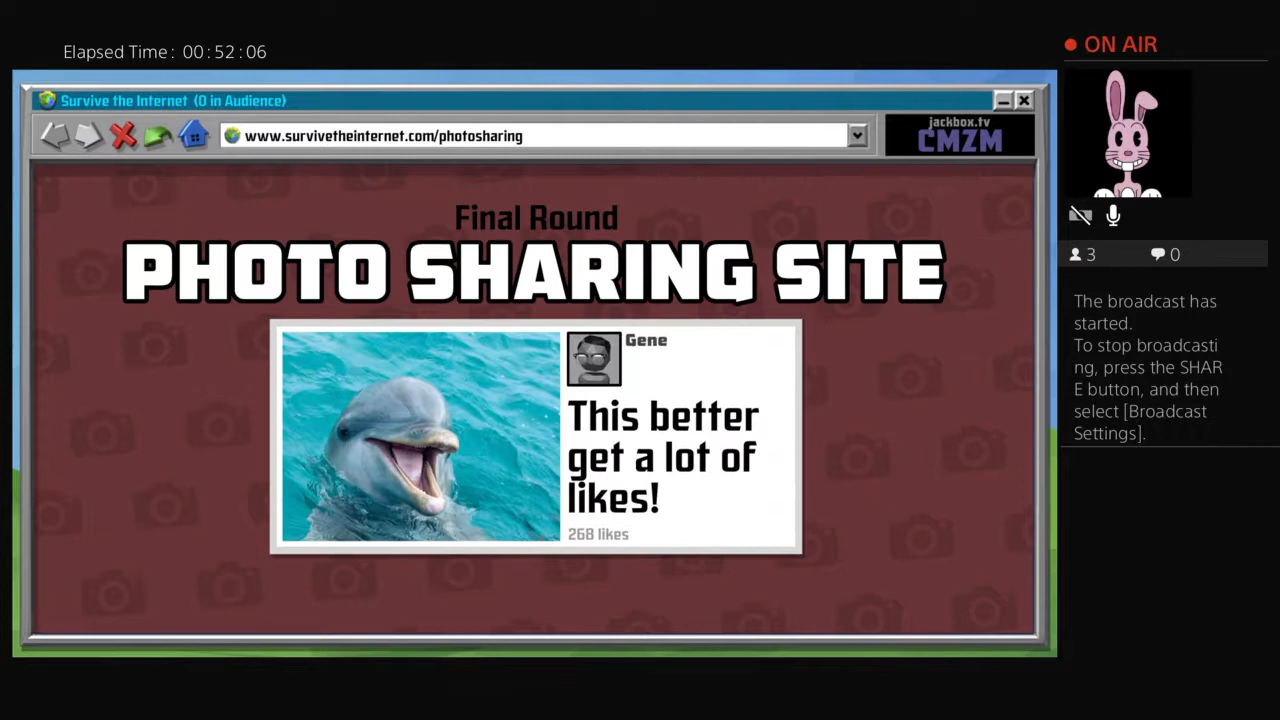 Elapsed Time: 00:52:06
ON AIR
Survive the Internet (0 in Audience)
www.survivetheinternet.com/photosharing
jackbox.tv
CMZM
3
0
Final Round
PHOTO SHARING SITE
Gene
This better
get a lot of
likes!
268 likes
The broadcast has
started.
To stop broadcasti
ng, press the SHAR
E button, and then
select [Broadcast
Settings].